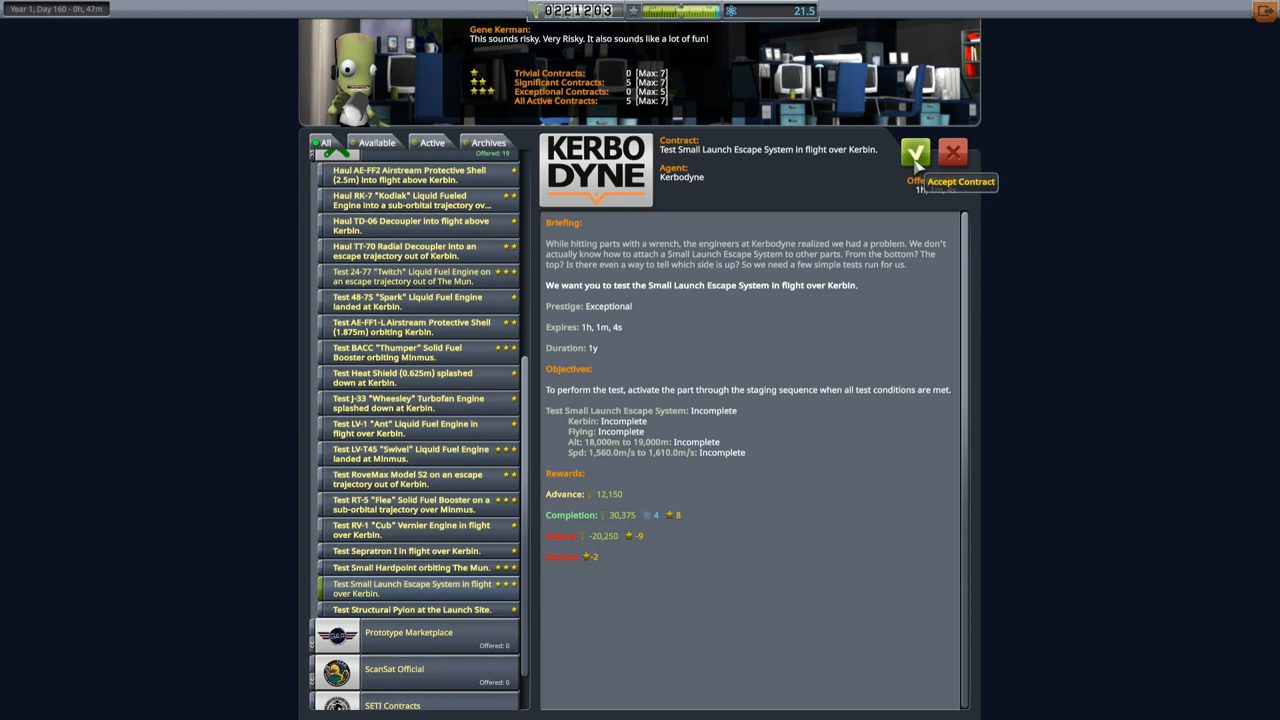 Year 1, Day 160 - 0h, 47m
0221203
21.5
Gene Kerman:
This sounds risky. Very Risky. It also sounds like a lot of fun!
Trivial Contracts: 0 [Max: 7]
Significant Contracts: 5 [Max: 7]
Exceptional Contracts: 0 [Max: 5]
All Active Contracts: 5 [Max: 7]
All
Available
Active
Archives
Offered: 19
Haul AE-FF2 Airstream Protective Shell
(2.5m) into flight above Kerbin.
Haul RK-7 "Kodiak" Liquid Fueled
Engine into a sub-orbital trajectory ov...
Haul TD-06 Decoupler into flight above
Kerbin.
Haul TT-70 Radial Decoupler into an
escape trajectory out of Kerbin.
Test 24-77 "Twitch" Liquid Fuel Engine on
an escape trajectory out of The Mun.
Test 48-7S "Spark" Liquid Fuel Engine
landed at Kerbin.
Test AE-FF1-L Airstream Protective Shell
(1.875m) orbiting Kerbin.
Test BACC "Thumper" Solid Fuel
Booster orbiting Minmus.
Test Heat Shield (0.625m) splashed
down at Kerbin.
Test J-33 "Wheesley" Turbofan Engine
splashed down at Kerbin.
Test LV-1 "Ant" Liquid Fuel Engine in
flight over Kerbin.
Test LV-T45 "Swivel" Liquid Fuel Engine
landed at Minmus.
Test RoveMax Model S2 on an escape
trajectory out of Kerbin.
Test RT-5 "Flea" Solid Fuel Booster on a
sub-orbital trajectory over Minmus.
Test RV-1 "Cub" Vernier Engine in flight
over Kerbin.
Test Sepratron I in flight over Kerbin.
Test Small Hardpoint orbiting The Mun.
Test Small Launch Escape System in flight
over Kerbin.
Test Structural Pylon at the Launch Site.
Prototype Marketplace
Offered: 0
ScanSat Official
Offered: 0
SETI Contracts
KERBO
DYNE
Contract:
Test Small Launch Escape System in flight over Kerbin.
Agent:
Kerbodyne
Accept Contract
Briefing:
While hitting parts with a wrench, the engineers at Kerbodyne realized we had a problem. We don't
actually know how to attach a Small Launch Escape System to other parts. From the bottom? The
top? Is there even a way to tell which side is up? So we need a few simple tests run for us.
We want you to test the Small Launch Escape System in flight over Kerbin.
Prestige: Exceptional
Expires: 1h, 1m, 4s
Duration: 1y
Objectives:
To perform the test, activate the part through the staging sequence when all test conditions are met.
Test Small Launch Escape System: Incomplete
Kerbin: Incomplete
Flying: Incomplete
Alt: 18,000m to 19,000m: Incomplete
Spd: 1,560.0m/s to 1,610.0m/s: Incomplete
Rewards:
Advance: 12,150
Completion: 30,375 4 8
-20,250 -9
-2